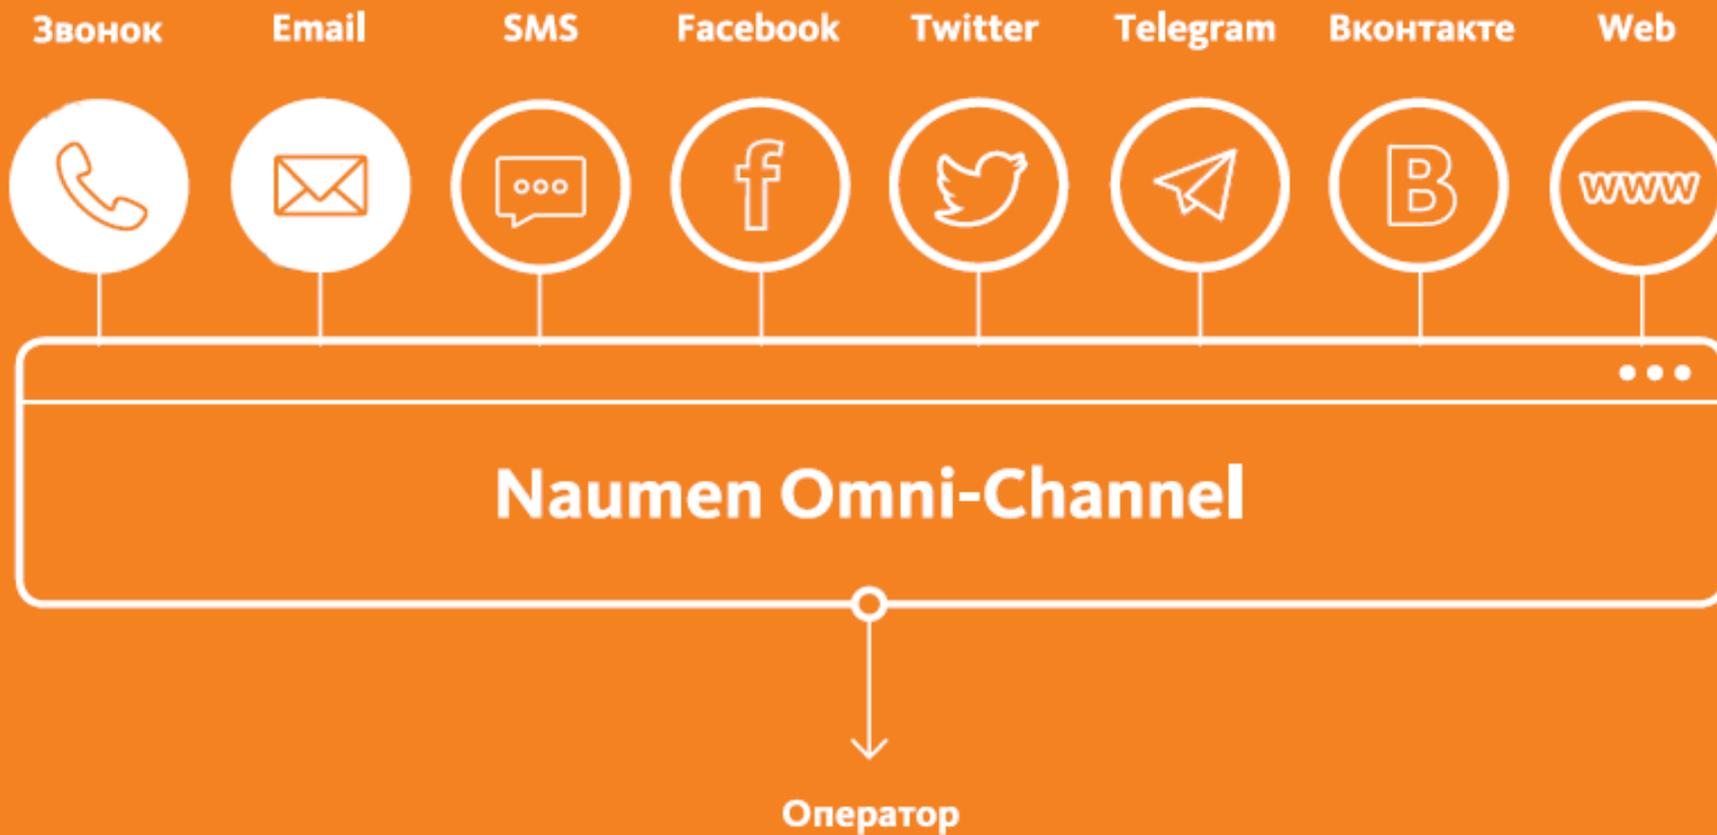 Звонок Email SMS Facebook Twitter Telegram Вконтакте Web
f B www
Naumen Omni-Channel
Оператор